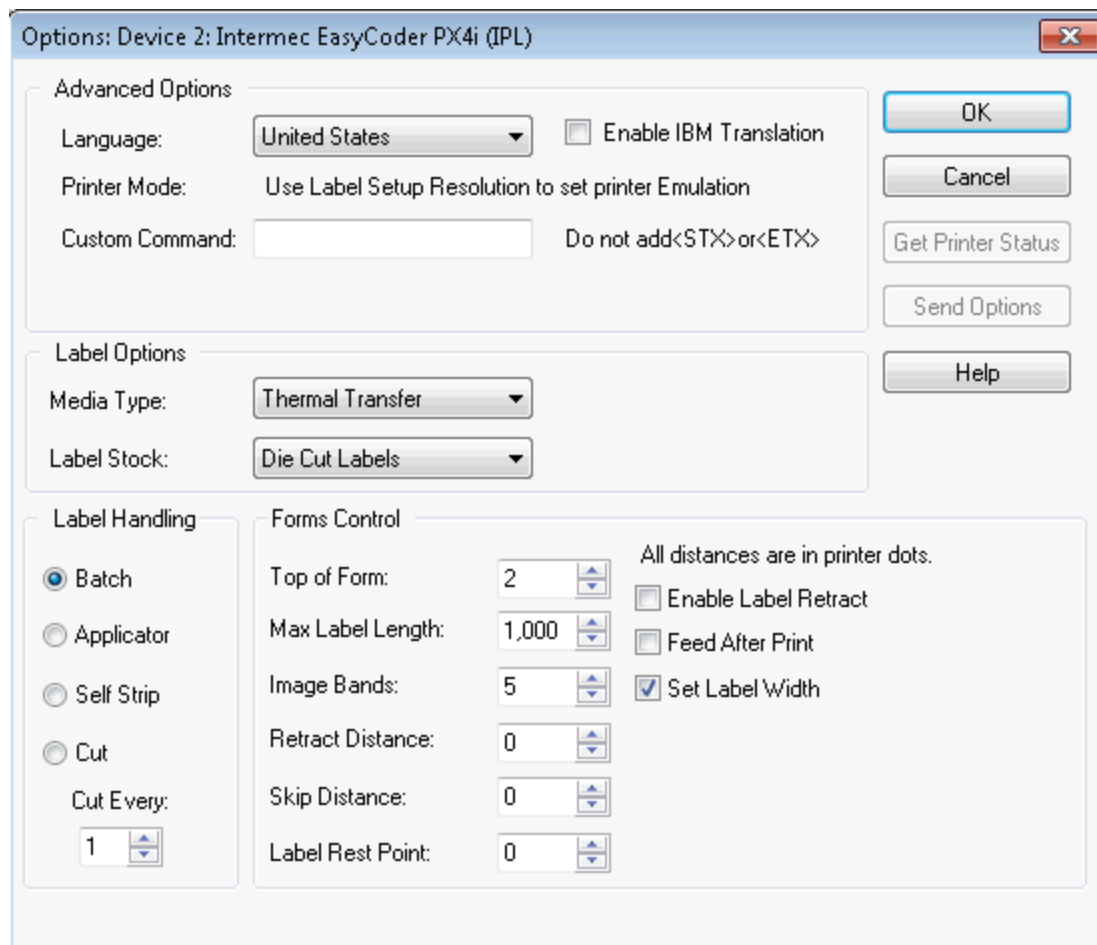 Options: Device 2: Intermec EasyCoder PX4i (IPL)
Advanced Options
Language: United States Enable IBM Translation
Printer Mode: Use Label Setup Resolution to set printer Emulation
Custom Command: Do not add<STX>or<ETX>
OK
Cancel
Get Printer Status
Send Options
Help
Label Options
Media Type: Thermal Transfer
Label Stock: Die Cut Labels
Label Handling
Batch
Applicator
Self Strip
Cut
Cut Every:
1
Forms Control
Top of Form: 2
Max Label Length: 1,000
Image Bands: 5
Retract Distance: 0
Skip Distance: 0
Label Rest Point: 0
All distances are in printer dots.
Enable Label Retract
Feed After Print
Set Label Width